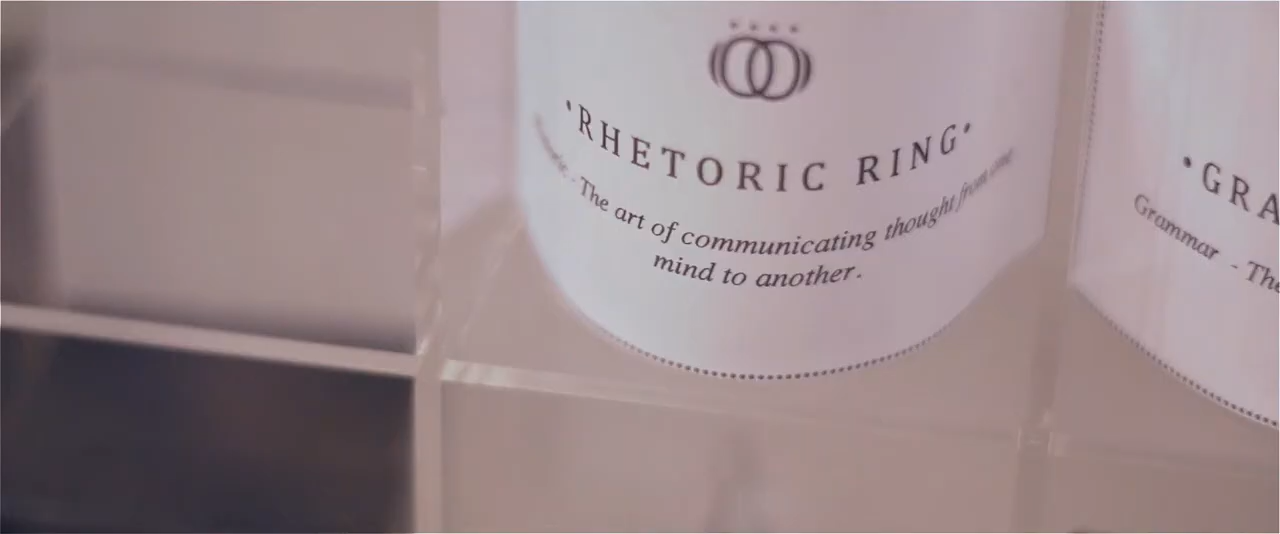 ·RHETORIC RING·
- The art of communicating thought from one
mind to another.
·GRA
Grammar - The